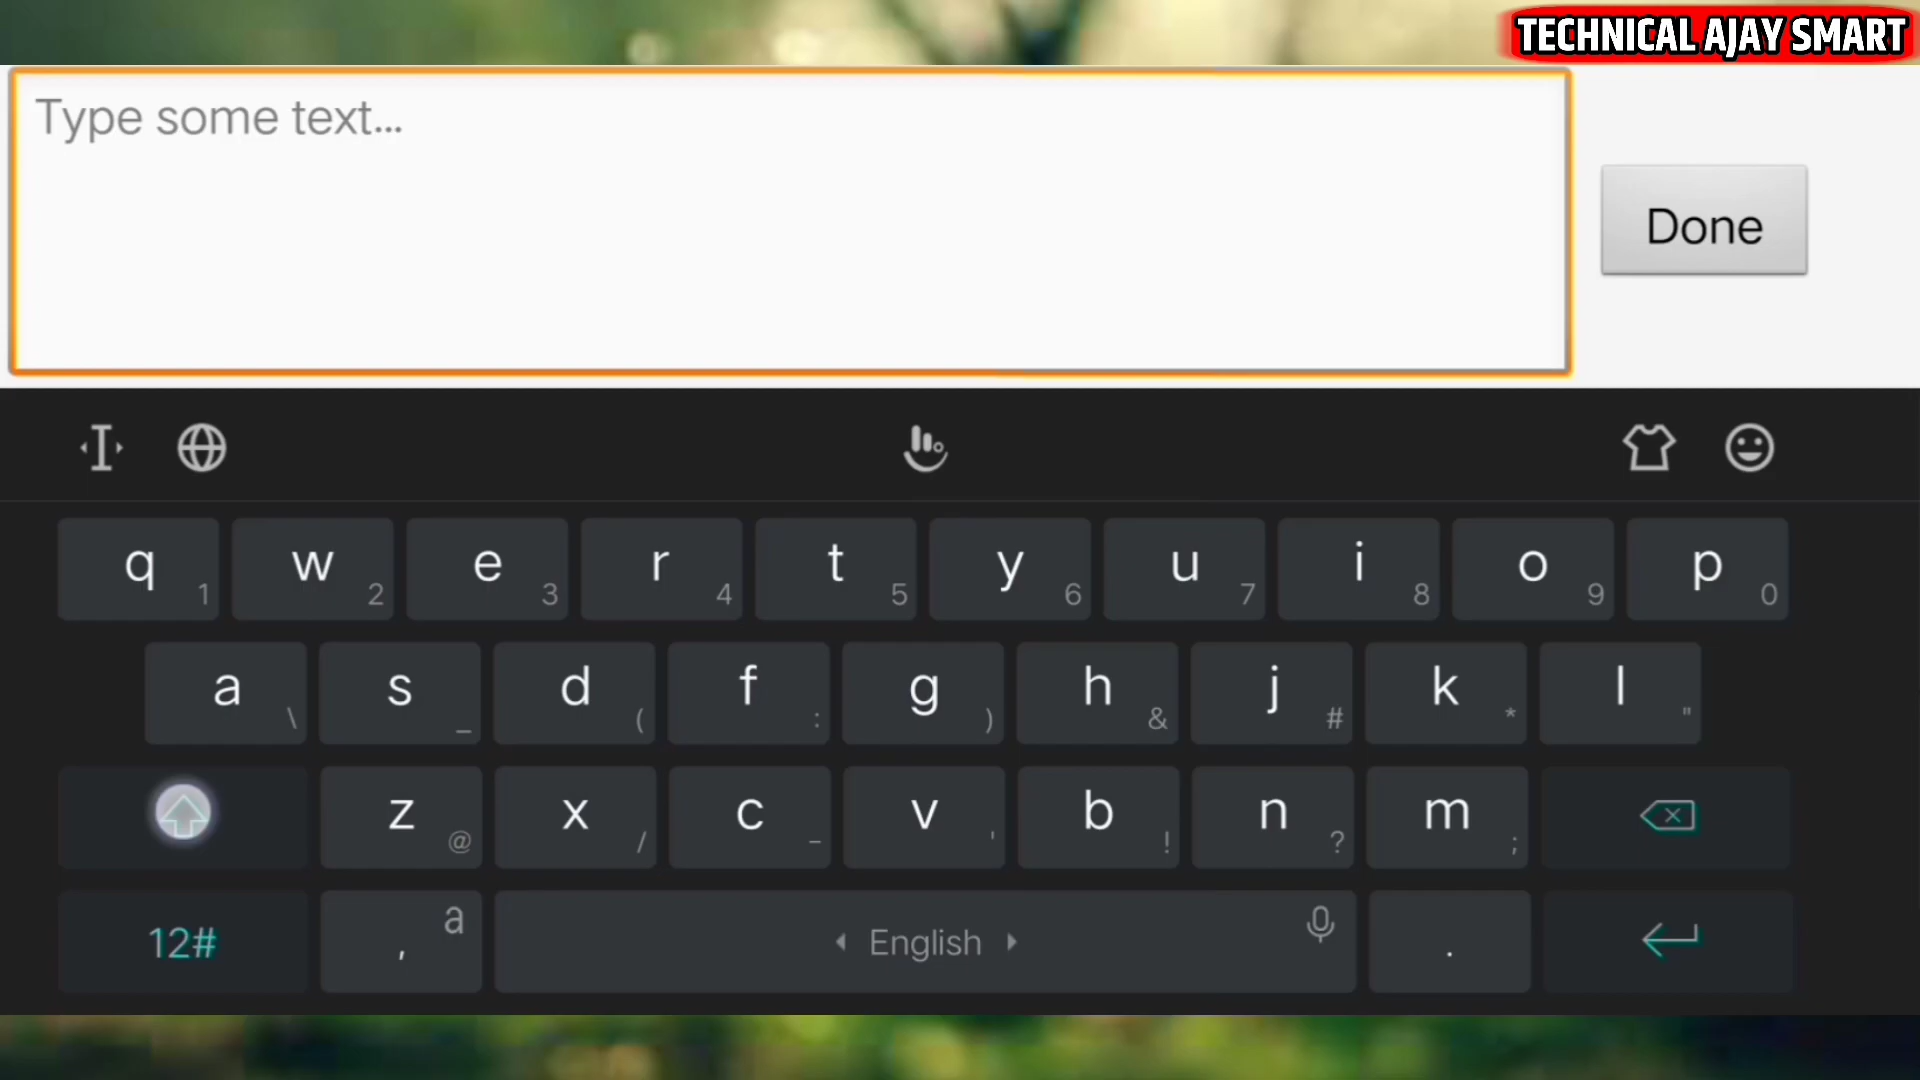 TECHNICAL AJAY SMART
Type some text...
Done
q 1 w 2 e 3 r 4 t 5 y 6 u 7 i 8 o 9 p 0
a \ s _ d ( f : g ) h & j # k * l "
z @ x / c - v ' b ! n ? m ;
12# , a English .